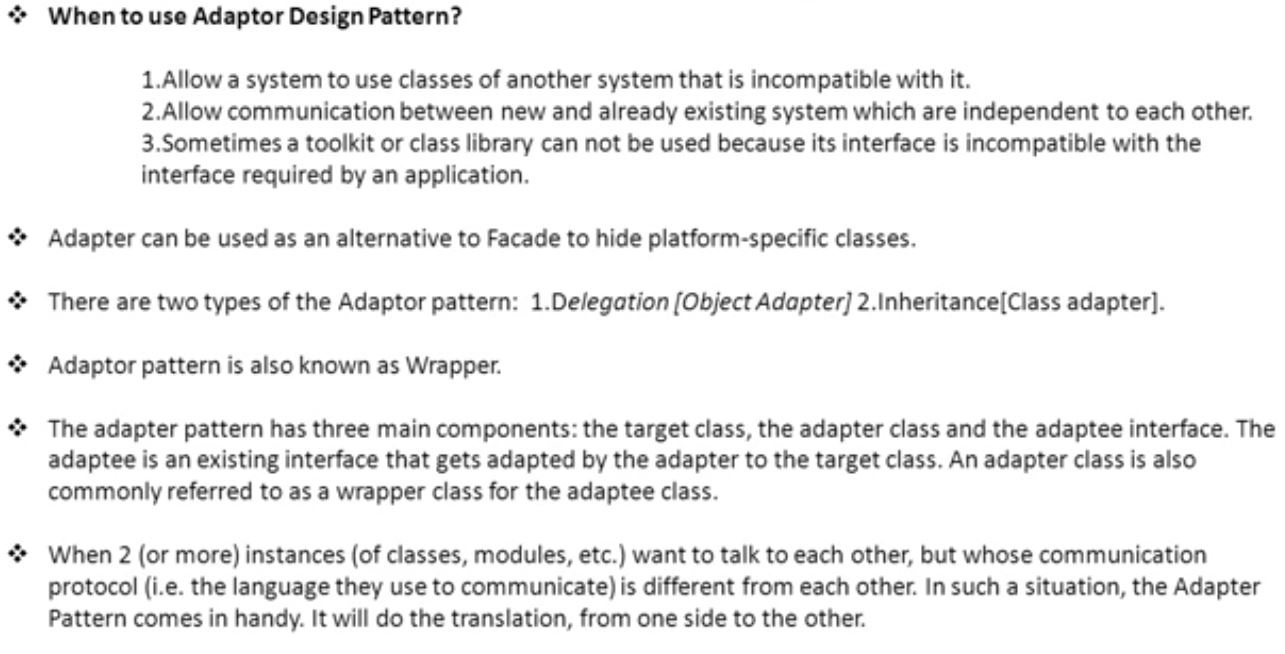 ❖ When to use Adaptor Design Pattern?
1.Allow a system to use classes of another system that is incompatible with it.
2.Allow communication between new and already existing system which are independent to each other.
3.Sometimes a toolkit or class library can not be used because its interface is incompatible with the
interface required by an application.
❖ Adapter can be used as an alternative to Facade to hide platform-specific classes.
❖ There are two types of the Adaptor pattern: 1.Delegation [Object Adapter] 2.Inheritance[Class adapter].
❖ Adaptor pattern is also known as Wrapper.
❖ The adapter pattern has three main components: the target class, the adapter class and the adaptee interface. The
adaptee is an existing interface that gets adapted by the adapter to the target class. An adapter class is also
commonly referred to as a wrapper class for the adaptee class.
❖ When 2 (or more) instances (of classes, modules, etc.) want to talk to each other, but whose communication
protocol (i.e. the language they use to communicate) is different from each other. In such a situation, the Adapter
Pattern comes in handy. It will do the translation, from one side to the other.